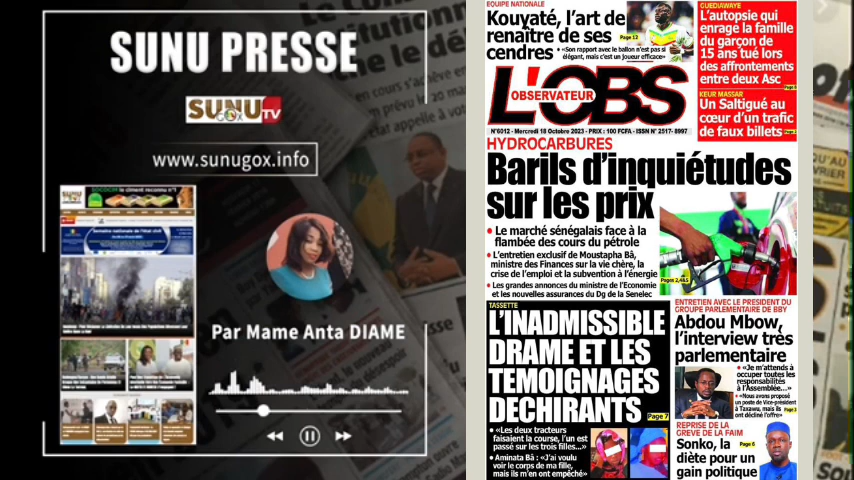 SUNU PRESSE
SUNU
GOX
TV
www.sunugox.info
Par Mame Anta DIAME
EQUIPE NATIONALE
Kouyaté, l'art de
renaître de ses
cendres
Page 12
«Son rapport avec le ballon n'est pas si
élégant, mais c'est un joueur efficace»
GUEDIAWAYE
L'autopsie qui
enrage la famille
du garçon de
15 ans tué lors
des affrontements
entre deux Asc
KEUR MASSAR
Un Saltigué au
cœur d'un trafic
de faux billets
L'OBS
OBSERVATEUR
N°6012 - Mercredi 18 Octobre 2023 - PRIX : 100 FCFA - ISSN N° 2517- 8997
HYDROCARBURES
Barils d'inquiétudes
sur les prix
• Le marché sénégalais face à la
flambée des cours du pétrole
• L'entretien exclusif de Moustapha Bâ,
ministre des Finances sur la vie chère, la
crise de l'emploi et la subvention à l'énergie
• Les grandes annonces du ministre de l'Economie
et les nouvelles assurances du Dg de la Senelec
Pages 2,4&5
TASSETTE
L'INADMISSIBLE
DRAME ET LES
TEMOIGNAGES
DECHIRANTS
Page 7
• «Les deux tracteurs
faisaient la course, l'un est
passé sur les trois filles...»
• Aminata Bâ : «J'ai voulu
voir le corps de ma fille,
mais ils m'en ont empêché»
ENTRETIEN AVEC LE PRESIDENT DU
GROUPE PARLEMENTAIRE DE BBY
Abdou Mbow,
l'interview très
parlementaire
• «Je m'attends à
occuper toutes les
responsabilités
à l'Assemblée...»
• «Nous avons proposé
un poste de Vice-président
à Taxawu, mais ils
ont décliné l'offre»
Page 3
REPRISE DE LA
GREVE DE LA FAIM
Sonko, la
diète pour un
gain politique
Page 6